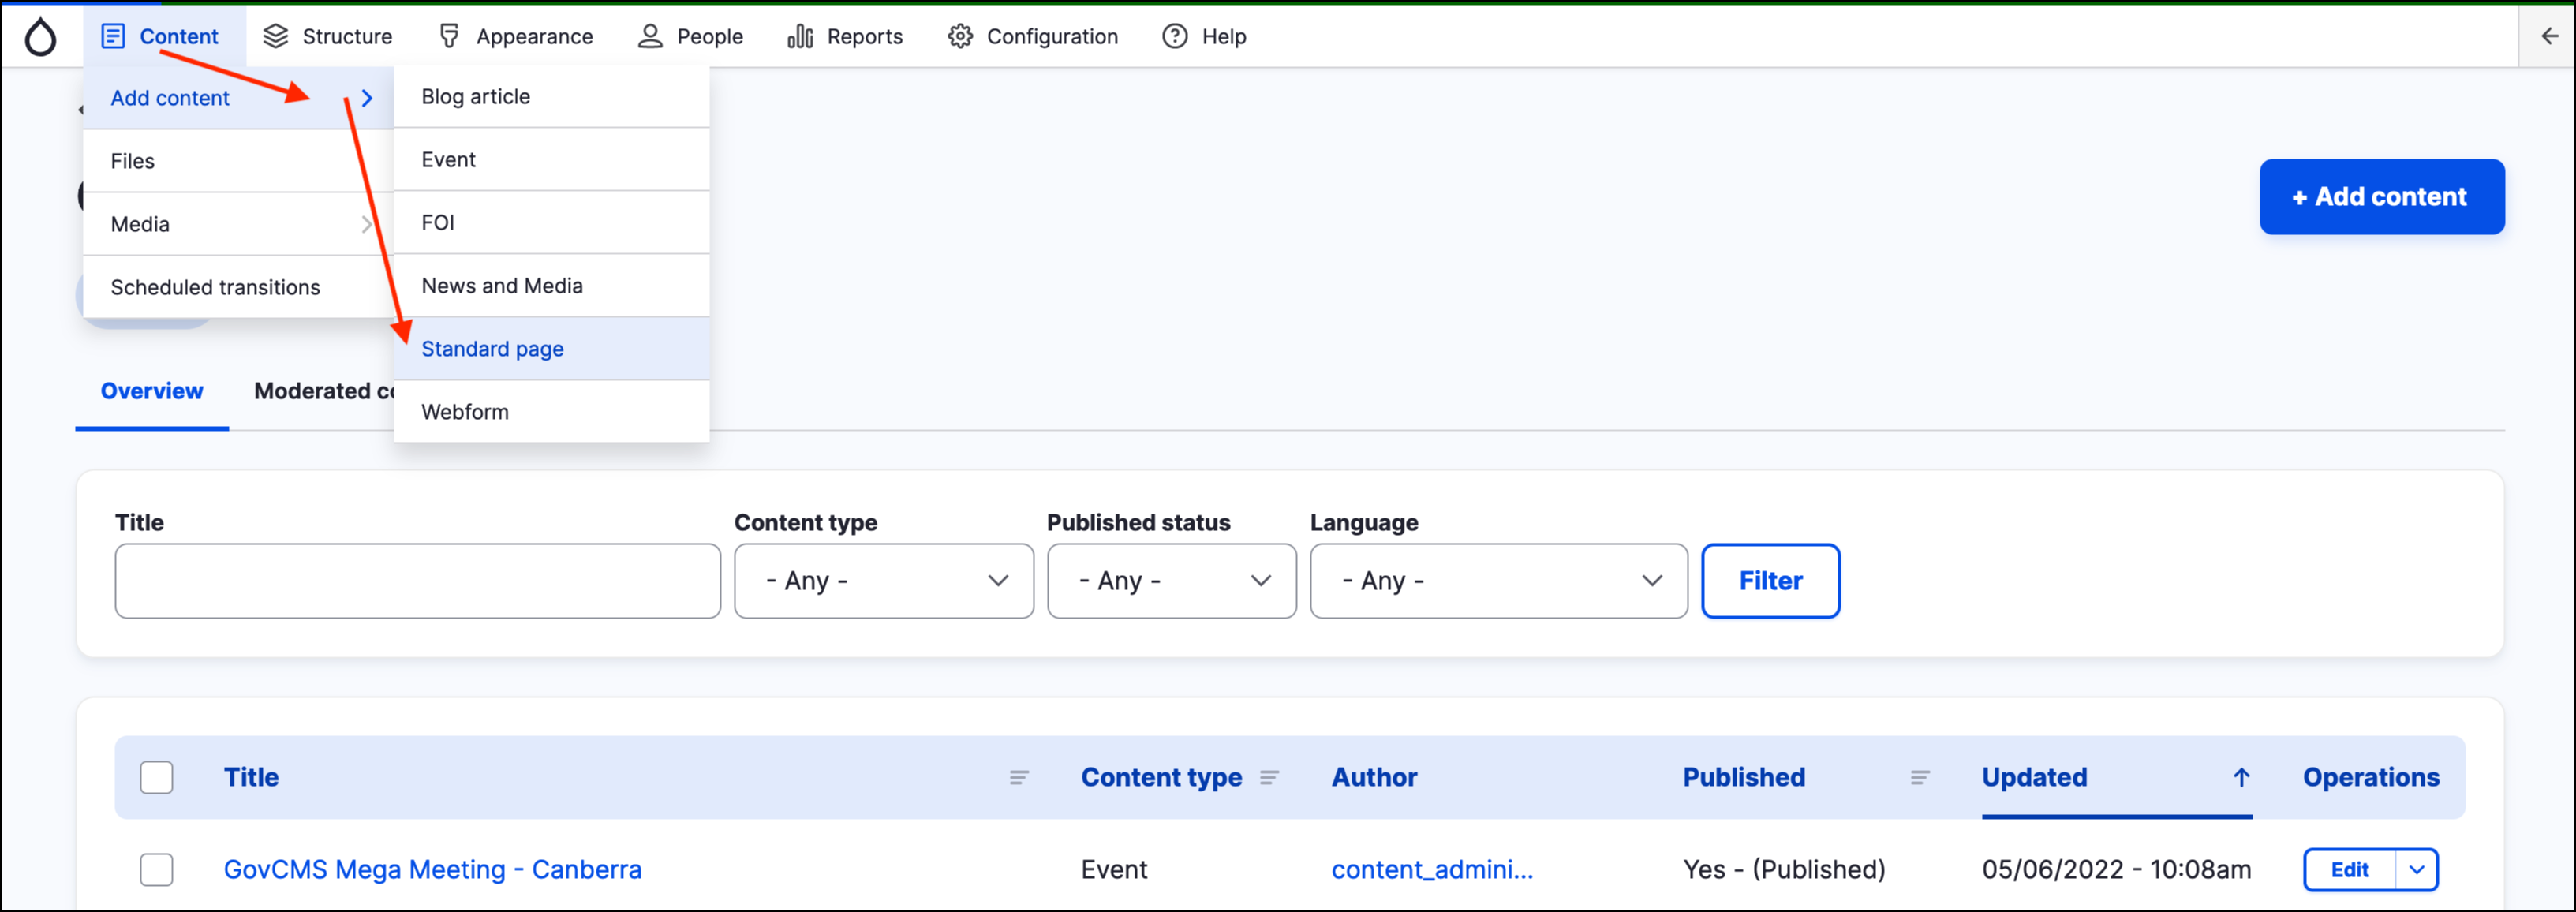 Content Structure Appearance People Reports Configuration Help
Add content
Files
Media
Scheduled transitions
Blog article
Event
FOI
News and Media
Standard page
Webform
+ Add content
Overview Moderated
Title Content type Published status Language
- Any - - Any - - Any - Filter
Title Content type Author Published Updated Operations
GovCMS Mega Meeting - Canberra Event content_admini... Yes - (Published) 05/06/2022 - 10:08am Edit